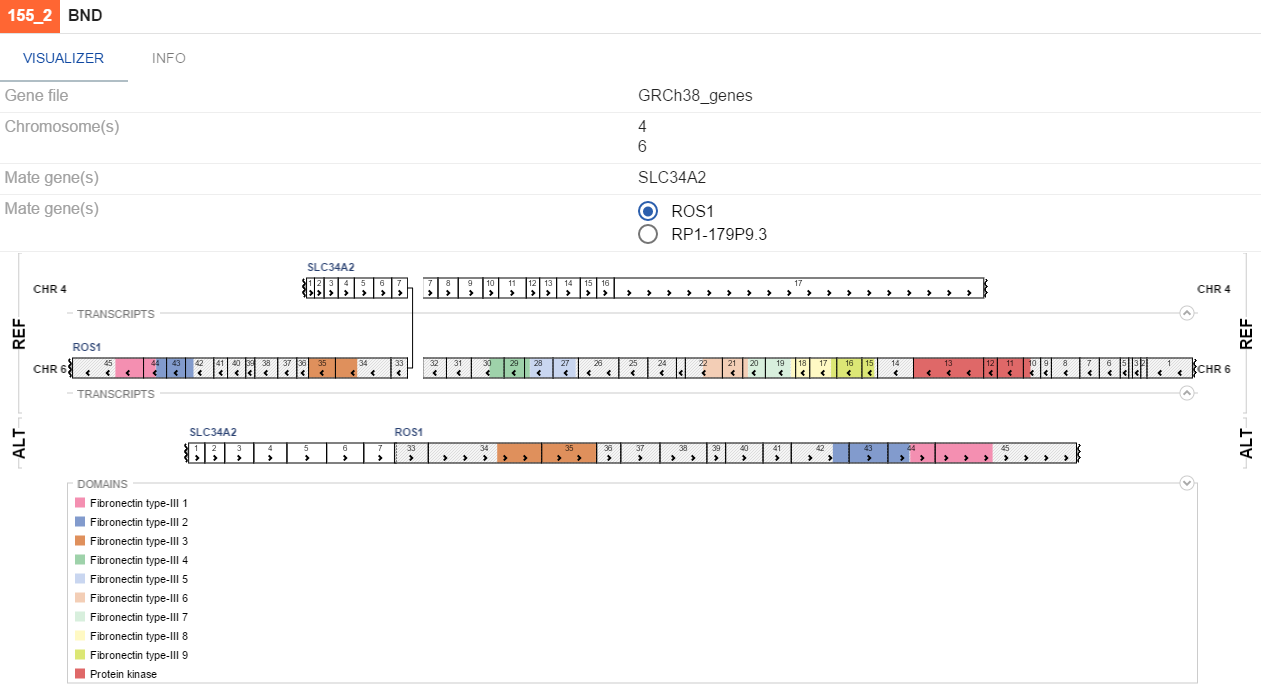 155_2 BND
VISUALIZER INFO
Gene file GRCh38_genes
Chromosome(s) 4
6
Mate gene(s) SLC34A2
Mate gene(s) ROS1
RP1-179P9.3
SLC34A2
1 2 3 4 5 6 7 7 8 9 10 11 12 13 14 15 16 17
CHR 4 CHR 4
TRANSCRIPTS
REF REF
ROS1
45 44 43 42 41 40 39 38 37 36 35 34 33 32 31 30 29 28 27 26 25 24 22 21 20 19 18 17 16 15 14 13 12 11 10 9 8 7 6 5 3 2 1
CHR 6 CHR 6
TRANSCRIPTS
ALT ALT
SLC34A2 ROS1
1 2 3 4 5 6 7 33 34 35 36 37 38 39 40 41 42 43 44 45
DOMAINS
Fibronectin type-III 1
Fibronectin type-III 2
Fibronectin type-III 3
Fibronectin type-III 4
Fibronectin type-III 5
Fibronectin type-III 6
Fibronectin type-III 7
Fibronectin type-III 8
Fibronectin type-III 9
Protein kinase